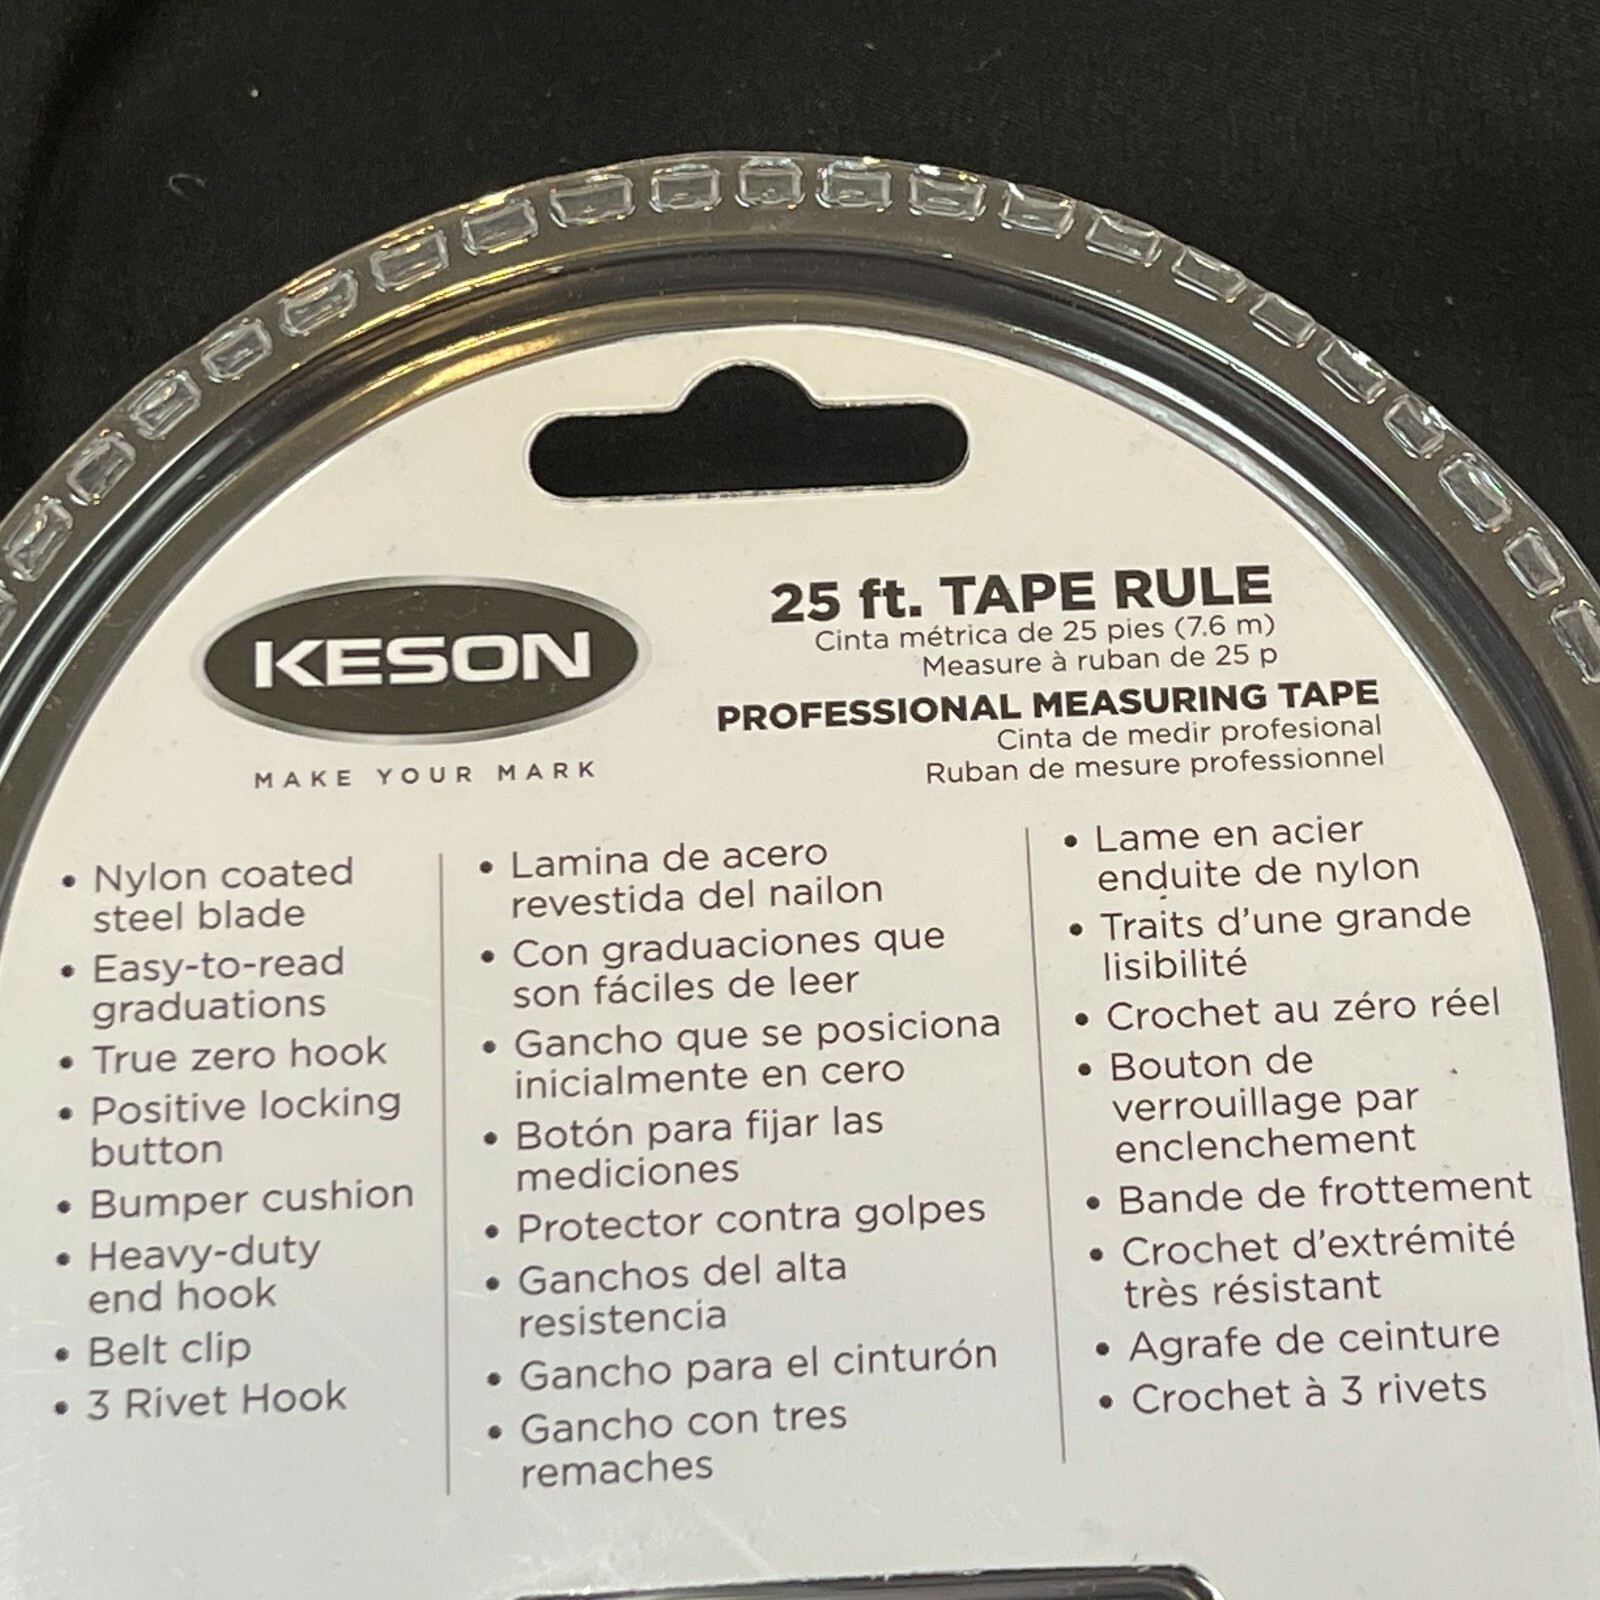 KESON
MAKE YOUR MARK
25 ft. TAPE RULE
Cinta métrica de 25 pies (7.6 m)
Measure à ruban de 25 p
PROFESSIONAL MEASURING TAPE
Cinta de medir profesional
Ruban de mesure professionnel
• Nylon coated
steel blade
• Easy-to-read
graduations
• True zero hook
• Positive locking
button
• Bumper cushion
• Heavy-duty
end hook
• Belt clip
• 3 Rivet Hook
• Lamina de acero
revestida del nailon
• Con graduaciones que
son fáciles de leer
• Gancho que se posiciona
inicialmente en cero
• Botón para fijar las
mediciones
• Protector contra golpes
• Ganchos del alta
resistencia
• Gancho para el cinturón
• Gancho con tres
remaches
• Lame en acier
enduite de nylon
• Traits d'une grande
lisibilité
• Crochet au zéro réel
• Bouton de
verrouillage par
enclenchement
• Bande de frottement
• Crochet d'extrémité
très résistant
• Agrafe de ceinture
• Crochet à 3 rivets